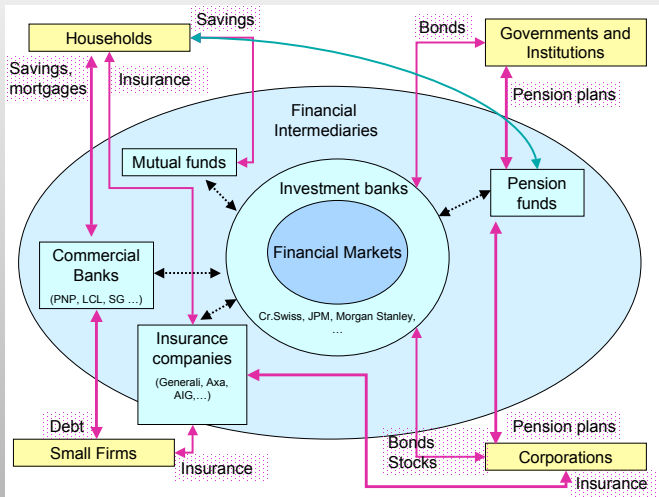 Savings
Households
Bonds
Governments and
Institutions
Savings,
mortgages
Insurance
Pension plans
Financial
Intermediaries
Mutual funds
Investment banks
Pension
funds
Financial Markets
Commercial
Banks
(PNP, LCL, SG ...)
Cr.Swiss, JPM, Morgan Stanley,
...
Insurance
companies
(Generali, Axa,
AIG,...)
Debt
Small Firms
Insurance
Bonds
Stocks
Pension plans
Corporations
Insurance